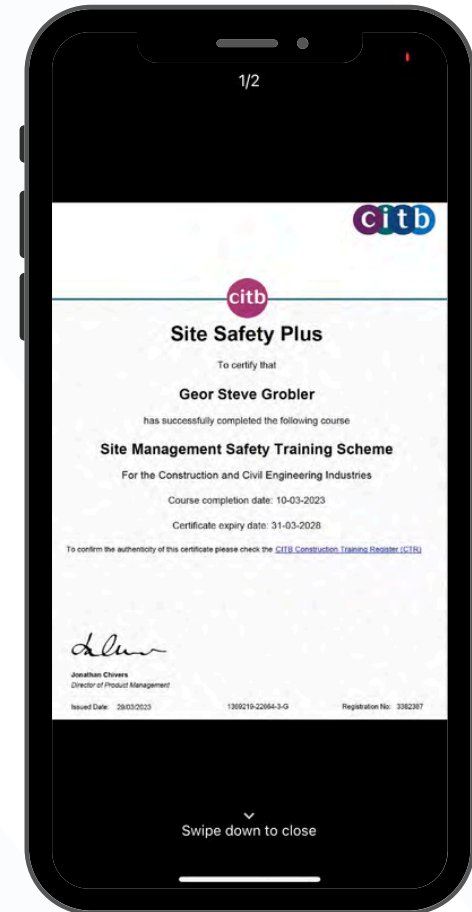 1/2
citb
citb
Site Safety Plus
To certify that
Geor Steve Grobler
has successfully completed the following course
Site Management Safety Training Scheme
For the Construction and Civil Engineering Industries
Course completion date: 10-03-2023
Certificate expiry date: 31-03-2028
To confirm the authenticity of this certificate please check the CITB Construction Training Register (CTR)
Jonathan Chivers
Director of Product Management
Issued Date: 29/03/2023 1309219-22664-3-G Registration No: 3382387
Swipe down to close